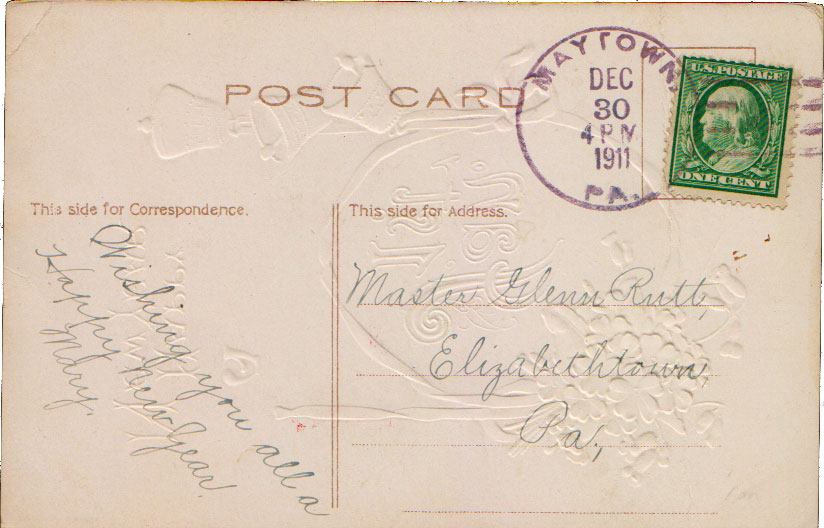 POST CARD
MAYTOWN,
DEC
30
4 PM
1911
PA.
U.S. POSTAGE
ONE CENT
This side for Correspondence.
This side for Address.
Wishing you all a
Happy New Year!
Mary.
Master Glenn Rutt,
Elizabethtown,
Pa,